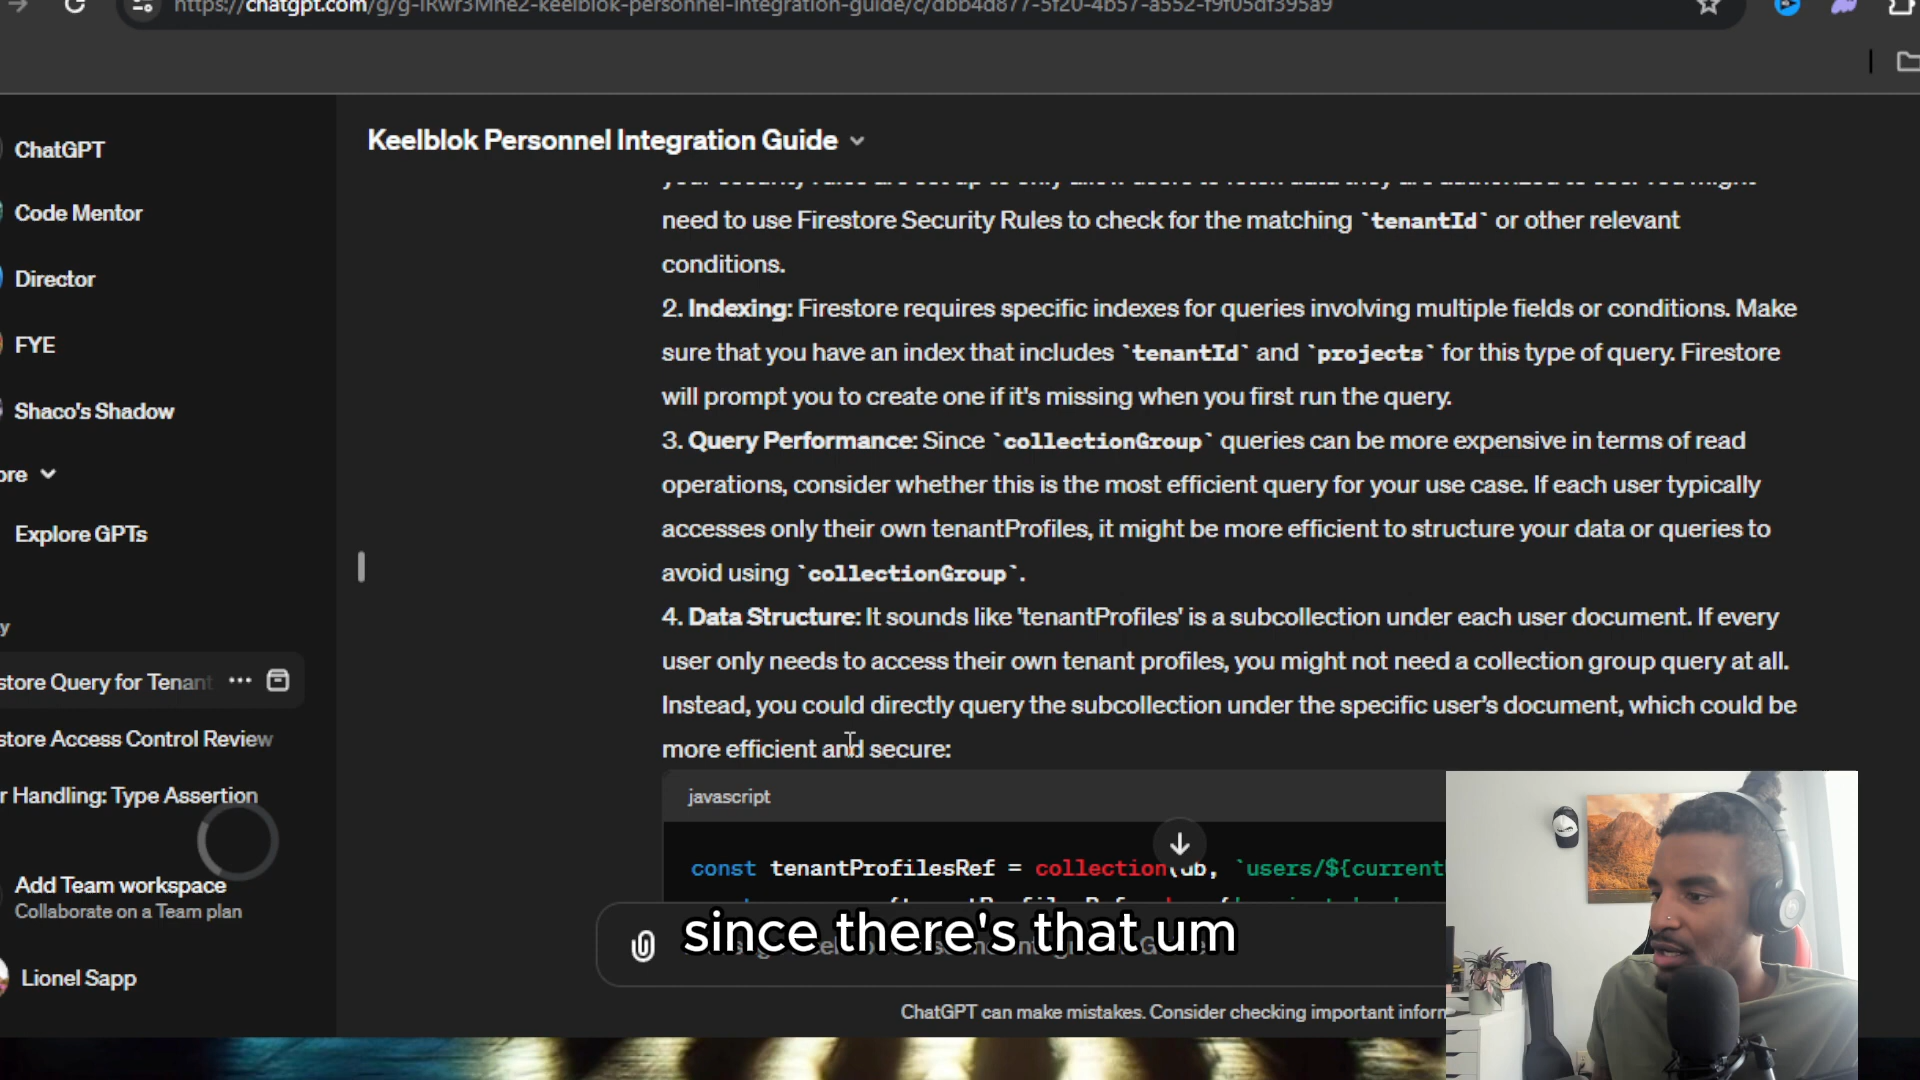 https://chatgpt.com/g/g-lRwr3Mne2-keelblok-personnel-integration-guide/c/dbb4d877-5f20-4b57-a552-f9f05df395a9
ChatGPT
Code Mentor
Director
FYE
Shaco's Shadow
ore
Explore GPTs
y
store Query for Tenant
store Access Control Review
r Handling: Type Assertion
Add Team workspace
Collaborate on a Team plan
Lionel Sapp
Keelblok Personnel Integration Guide
need to use Firestore Security Rules to check for the matching `tenantId` or other relevant
conditions.
2. Indexing: Firestore requires specific indexes for queries involving multiple fields or conditions. Make
sure that you have an index that includes `tenantId` and `projects` for this type of query. Firestore
will prompt you to create one if it's missing when you first run the query.
3. Query Performance: Since `collectionGroup` queries can be more expensive in terms of read
operations, consider whether this is the most efficient query for your use case. If each user typically
accesses only their own tenantProfiles, it might be more efficient to structure your data or queries to
avoid using `collectionGroup`.
4. Data Structure: It sounds like 'tenantProfiles' is a subcollection under each user document. If every
user only needs to access their own tenant profiles, you might not need a collection group query at all.
Instead, you could directly query the subcollection under the specific user's document, which could be
more efficient and secure:
javascript
const tenantProfilesRef = collection(db, `users/${current
since there's that um
ChatGPT can make mistakes. Consider checking important inform